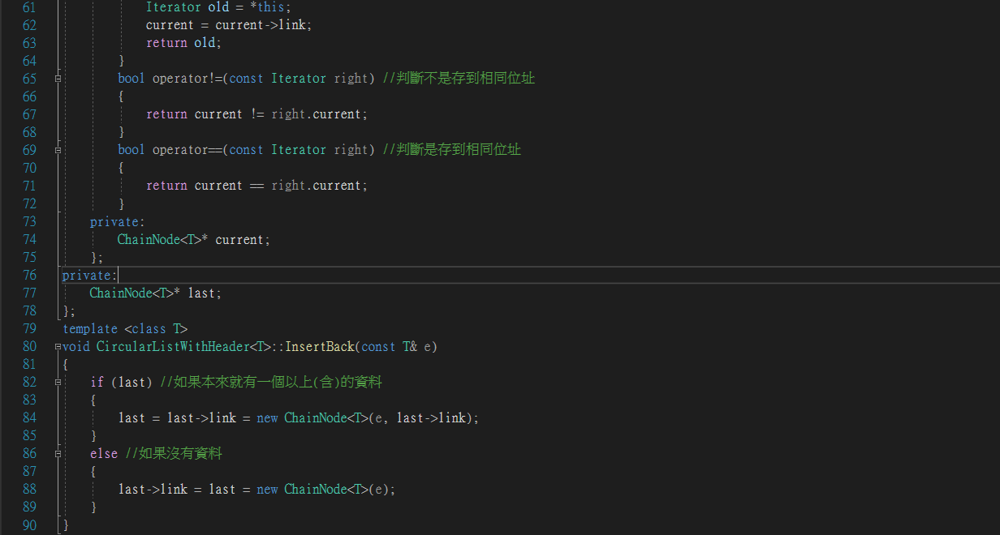 61 Iterator old = *this;
62 current = current->link;
63 return old;
64 }
65 bool operator!=(const Iterator right) //判斷不是存到相同位址
66 {
67 return current != right.current;
68 }
69 bool operator==(const Iterator right) //判斷是存到相同位址
70 {
71 return current == right.current;
72 }
73 private:
74 ChainNode<T>* current;
75 };
76 private:
77 ChainNode<T>* last;
78 };
79 template <class T>
80 void CircularListWithHeader<T>::InsertBack(const T& e)
81 {
82 if (last) //如果本來就有一個以上(含)的資料
83 {
84 last = last->link = new ChainNode<T>(e, last->link);
85 }
86 else //如果沒有資料
87 {
88 last->link = last = new ChainNode<T>(e);
89 }
90 }